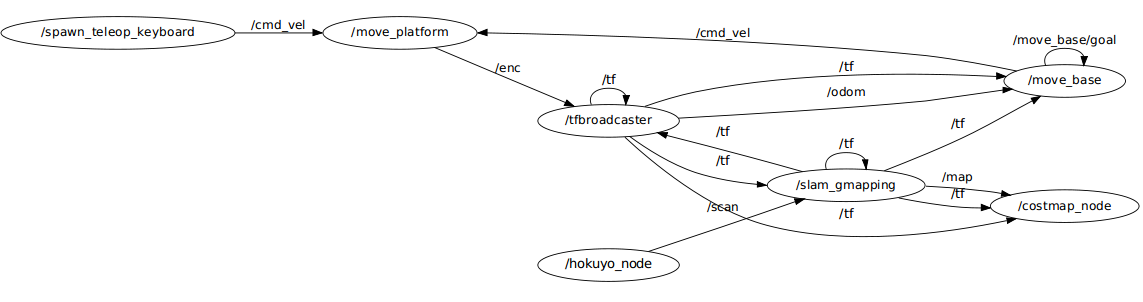 /spawn_teleop_keyboard
/cmd_vel
/move_platform
/enc
/cmd_vel
/move_base/goal
/move_base
/tf
/tf
/odom
/tfbroadcaster
/tf
/tf
/tf
/tf
/slam_gmapping
/map
/tf
/costmap_node
/scan
/tf
/hokuyo_node